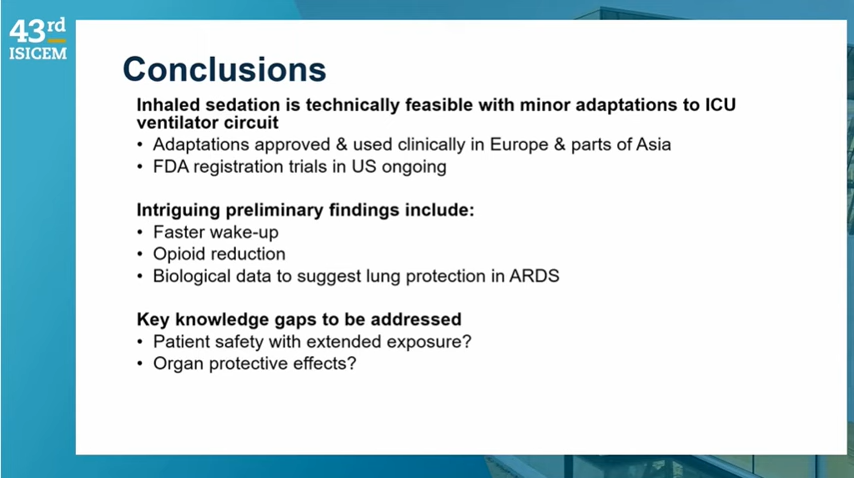 43rd
ISICEM
Conclusions
Inhaled sedation is technically feasible with minor adaptations to ICU
ventilator circuit
• Adaptations approved & used clinically in Europe & parts of Asia
• FDA registration trials in US ongoing
Intriguing preliminary findings include:
• Faster wake-up
• Opioid reduction
• Biological data to suggest lung protection in ARDS
Key knowledge gaps to be addressed
• Patient safety with extended exposure?
• Organ protective effects?